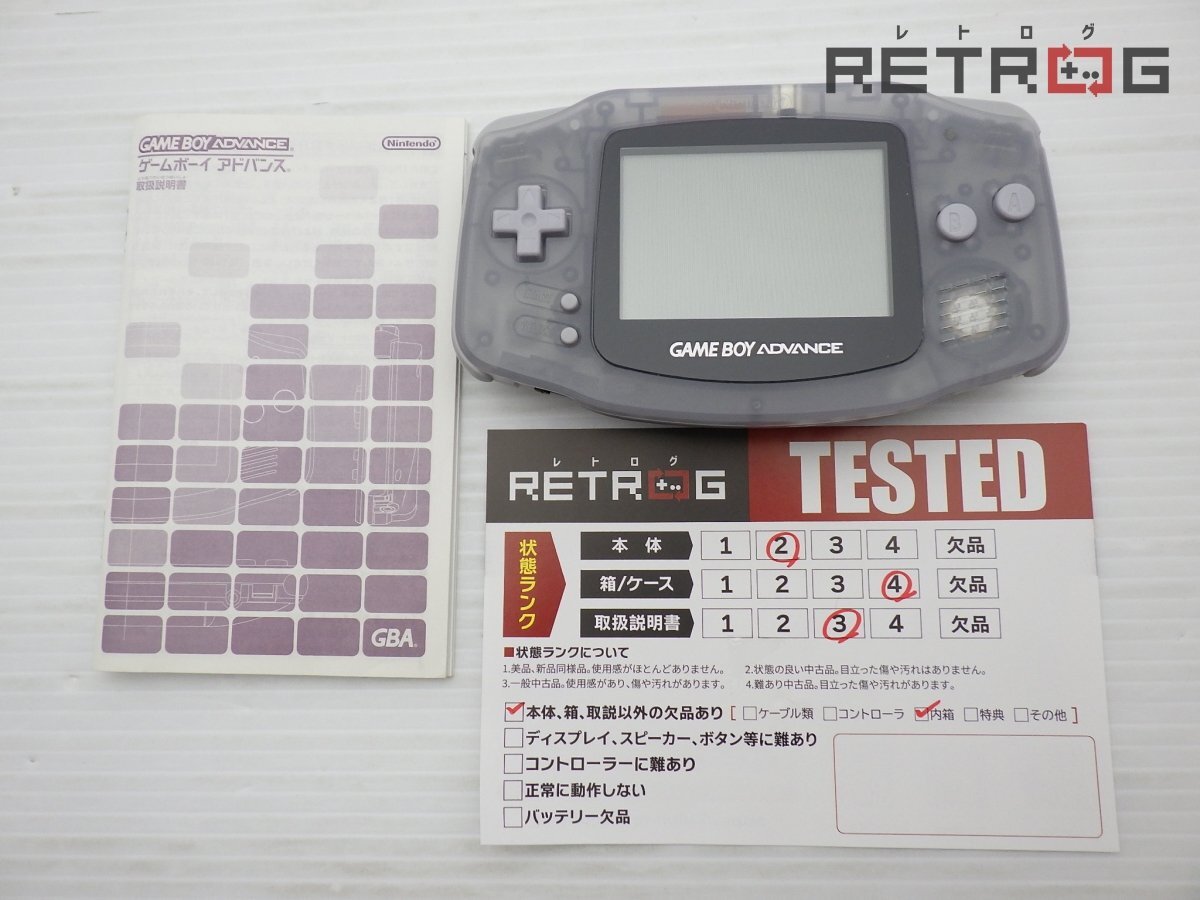 レトログ
RETROG
GAME BOY ADVANCE
Nintendo
ゲームボーイ アドバンス
取扱説明書
GBA
B
A
GAME BOY ADVANCE
レトログ
RETROG
TESTED
状態ランク
本体 1 2 3 4 欠品
箱/ケース 1 2 3 4 欠品
取扱説明書 1 2 3 4 欠品
■状態ランクについて
1.美品、新品同様品。使用感がほとんどありません。 2.状態の良い中古品。目立った傷や汚れはありません。
3.一般中古品。使用感があり、傷や汚れがあります。 4.難あり中古品。目立った傷や汚れがあります。
本体、箱、取説以外の欠品あり [ ケーブル類 コントローラ 内箱 特典 その他 ]
ディスプレイ、スピーカー、ボタン等に難あり
コントローラーに難あり
正常に動作しない
バッテリー欠品